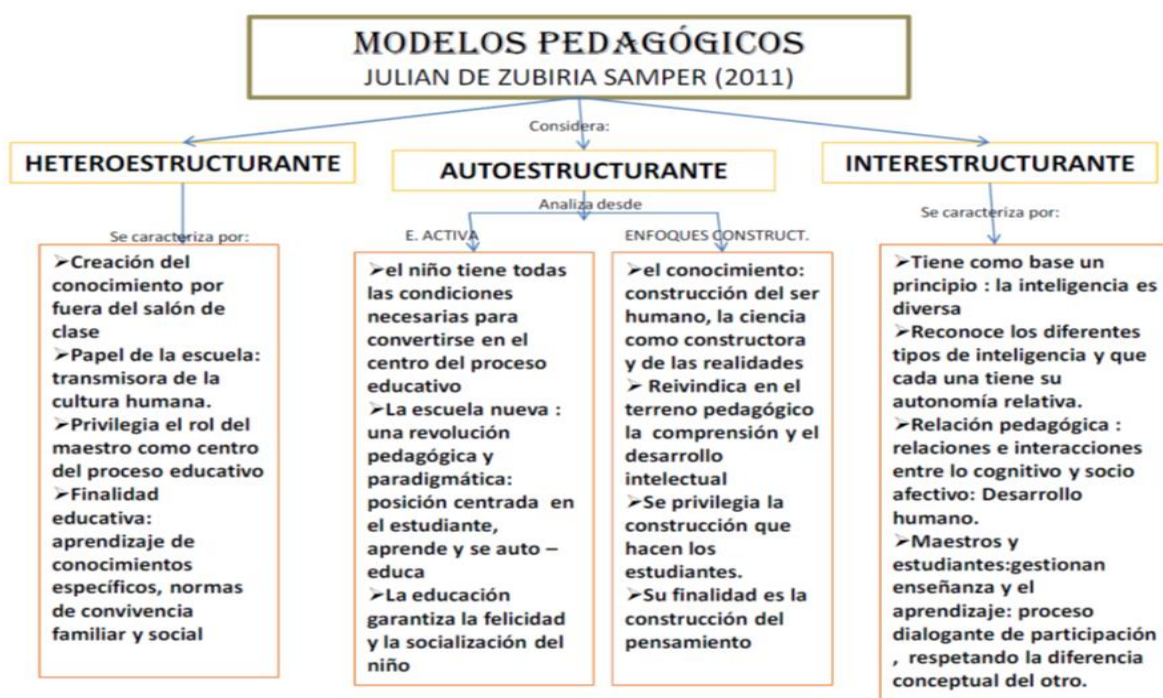 MODELOS PEDAGÓGICOS
JULIAN DE ZUBIRIA SAMPER (2011)
Considera:
HETEROESTRUCTURANTE
Se caracteriza por:
➢Creación del
conocimiento por
fuera del salón de
clase
➢Papel de la escuela:
transmisora de la
cultura humana.
➢Privilegia el rol del
maestro como centro
del proceso educativo
➢Finalidad
educativa:
aprendizaje de
conocimientos
específicos, normas
de convivencia
familiar y social
AUTOESTRUCTURANTE
Analiza desde
E. ACTIVA
➢el niño tiene todas
las condiciones
necesarias para
convertirse en el
centro del proceso
educativo
➢La escuela nueva :
una revolución
pedagógica y
paradigmática:
posición centrada en
el estudiante,
aprende y se auto –
educa
➢La educación
garantiza la felicidad
y la socialización del
niño
ENFOQUES CONSTRUCT.
➢el conocimiento:
construcción del ser
humano, la ciencia
como constructora
y de las realidades
➢ Reivindica en el
terreno pedagógico
la comprensión y el
desarrollo
intelectual
➢Se privilegia la
construcción que
hacen los
estudiantes.
➢Su finalidad es la
construcción del
pensamiento
INTERESTRUCTURANTE
Se caracteriza por:
➢Tiene como base un
principio : la inteligencia es
diversa
➢Reconoce los diferentes
tipos de inteligencia y que
cada una tiene su
autonomía relativa.
➢Relación pedagógica :
relaciones e interacciones
entre lo cognitivo y socio
afectivo: Desarrollo
humano.
➢Maestros y
estudiantes:gestionan
enseñanza y el
aprendizaje: proceso
dialogante de participación
, respetando la diferencia
conceptual del otro.